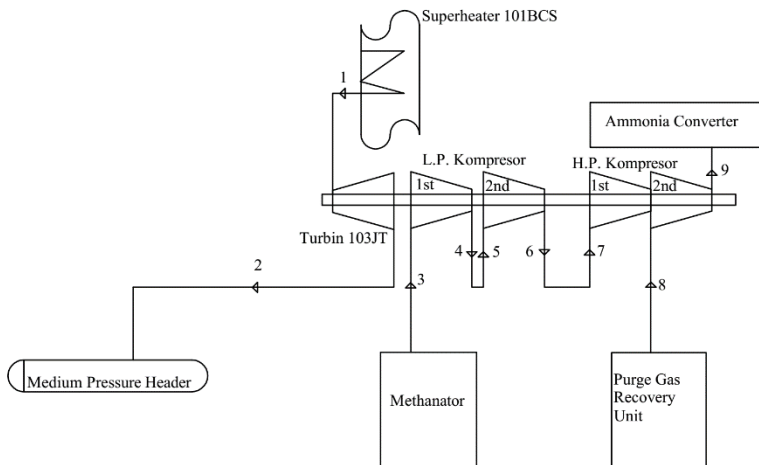 Superheater 101BCS
1
Ammonia Converter
L.P. Kompresor
H.P. Kompresor
9
1st
2nd
1st
2nd
Turbin 103JT
4
5
6
7
2
3
8
Medium Pressure Header
Methanator
Purge Gas
Recovery
Unit